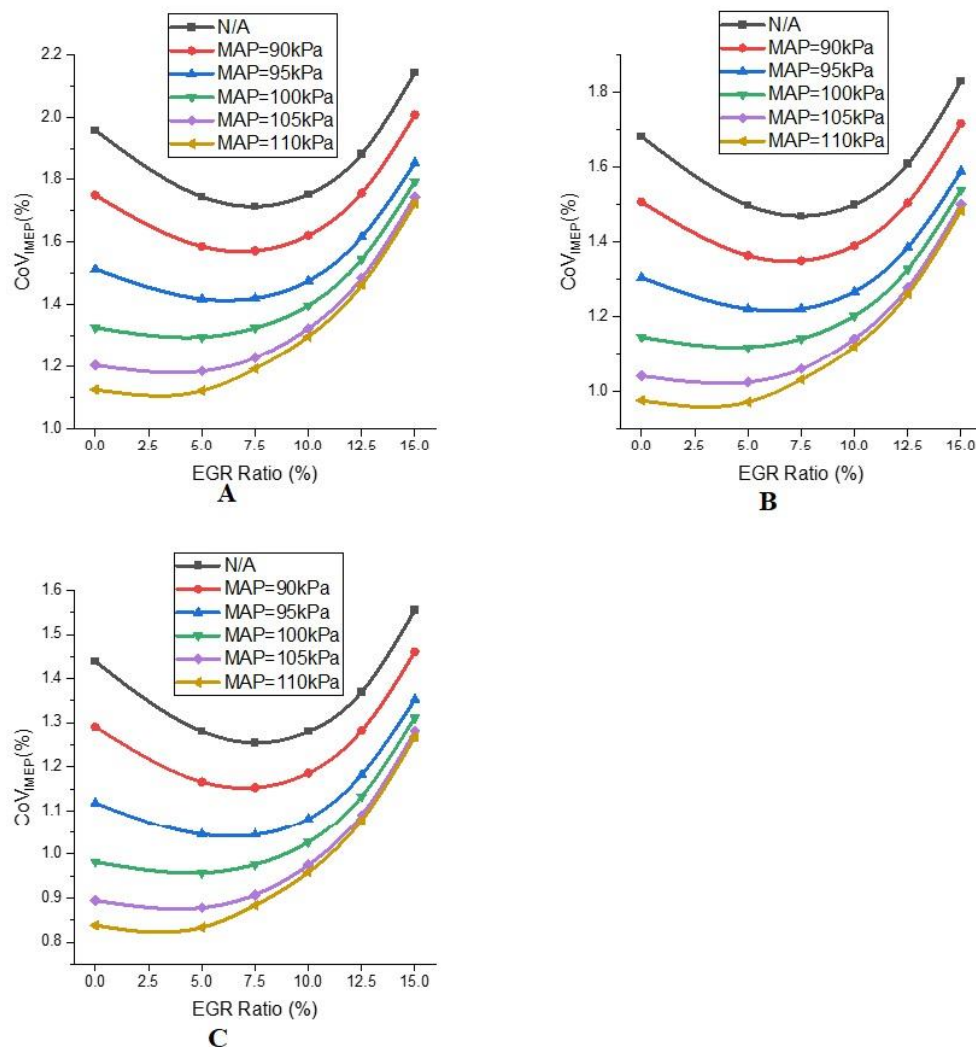 N/A
MAP=90kPa
MAP=95kPa
MAP=100kPa
MAP=105kPa
MAP=110kPa
2.2
2.0
1.8
1.6
1.4
1.2
1.0
CoV_IMEP(%)
0.0 2.5 5.0 7.5 10.0 12.5 15.0
EGR Ratio (%)
A
N/A
MAP=90kPa
MAP=95kPa
MAP=100kPa
MAP=105kPa
MAP=110kPa
1.8
1.6
1.4
1.2
1.0
CoV_IMEP(%)
0.0 2.5 5.0 7.5 10.0 12.5 15.0
EGR Ratio (%)
B
N/A
MAP=90kPa
MAP=95kPa
MAP=100kPa
MAP=105kPa
MAP=110kPa
1.6
1.5
1.4
1.3
1.2
1.1
1.0
0.9
0.8
CoV_IMEP(%)
0.0 2.5 5.0 7.5 10.0 12.5 15.0
EGR Ratio (%)
C